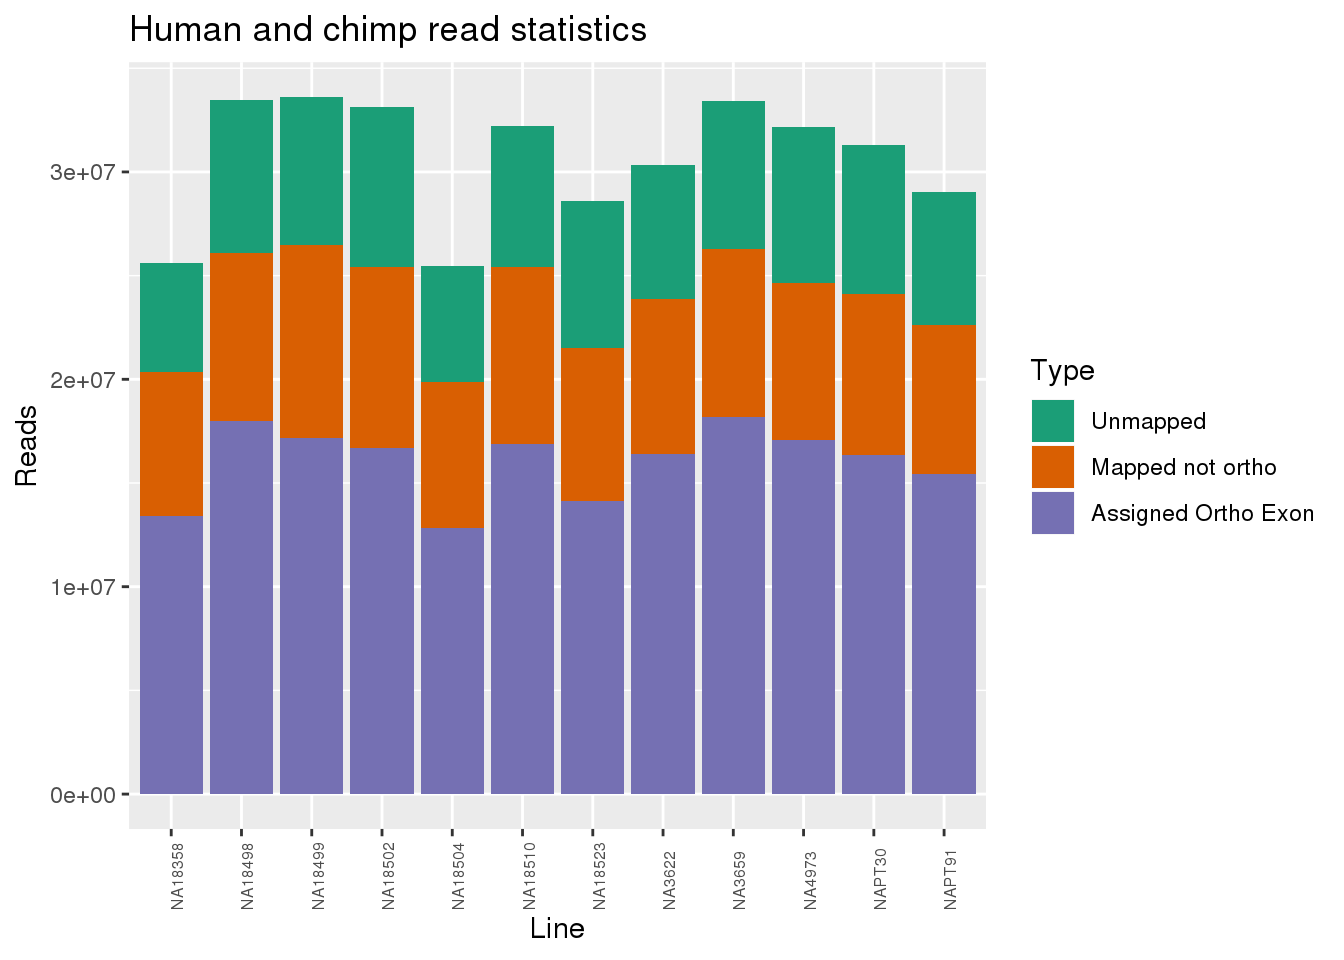 Human and chimp read statistics
Reads
3e+07
2e+07
1e+07
0e+00
NA18358
NA18498
NA18499
NA18502
NA18504
NA18510
NA18523
NA3622
NA3659
NA4973
NAPT30
NAPT91
Line
Type
Unmapped
Mapped not ortho
Assigned Ortho Exon